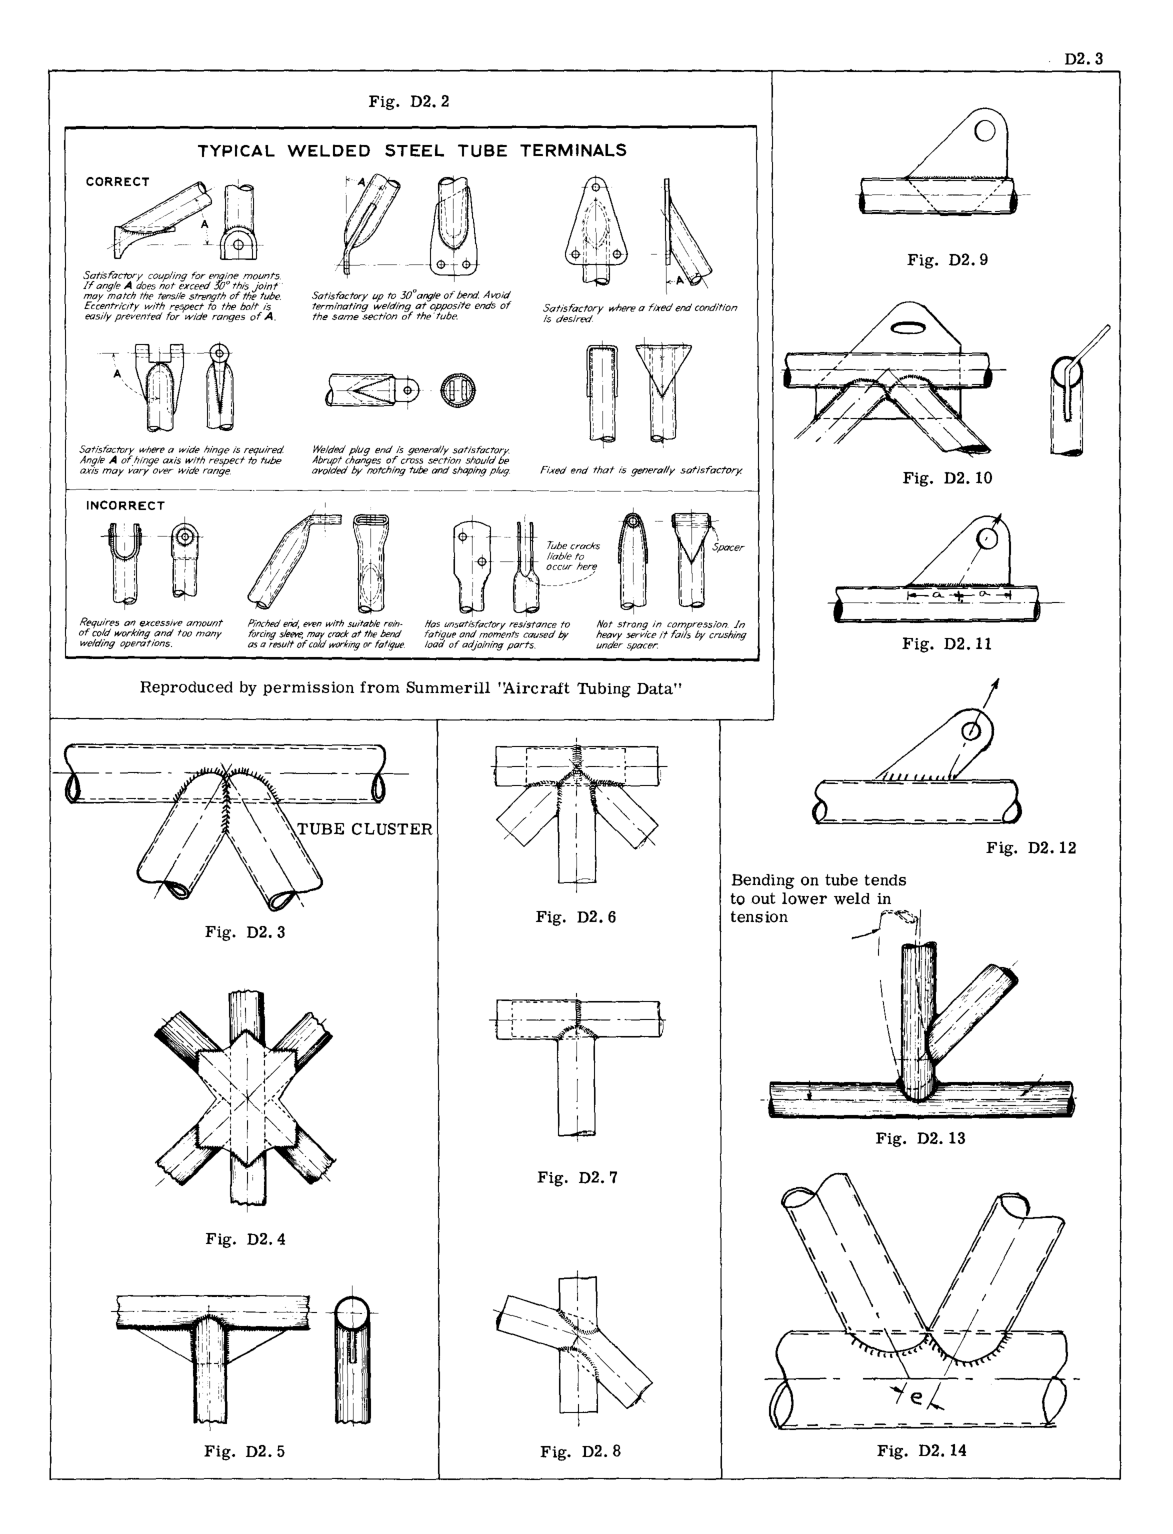 D2.3
Fig. D2.2
TYPICAL WELDED STEEL TUBE TERMINALS
CORRECT
A
A
A
Satisfactory coupling for engine mounts.
If angle A does not exceed 30° this joint
may match the tensile strength of the tube.
Eccentricity with respect to the bolt is
easily prevented for wide ranges of A.
Satisfactory up to 30° angle of bend. Avoid
terminating welding at opposite ends of
the same section of the tube.
Satisfactory where a fixed end condition
is desired.
A
Satisfactory where a wide hinge is required.
Angle A of hinge axis with respect to tube
axis may vary over wide range.
Welded plug end is generally satisfactory.
Abrupt changes of cross section should be
avoided by notching tube and shaping plug.
Fixed end that is generally satisfactory.
INCORRECT
Tube cracks
liable to
occur here
Spacer
Requires an excessive amount
of cold working and too many
welding operations.
Pinched end, even with suitable rein-
forcing sleeve, may crack at the bend
as a result of cold working or fatigue.
Has unsatisfactory resistance to
fatigue and moments caused by
load of adjoining parts.
Not strong in compression. In
heavy service it fails by crushing
under spacer.
Reproduced by permission from Summerill "Aircraft Tubing Data"
TUBE CLUSTER
Fig. D2.3
Fig. D2.4
Fig. D2.5
Fig. D2.6
Fig. D2.7
Fig. D2.8
Fig. D2.9
Fig. D2.10
a a
Fig. D2.11
Fig. D2.12
Bending on tube tends
to out lower weld in
tension
Fig. D2.13
e
Fig. D2.14